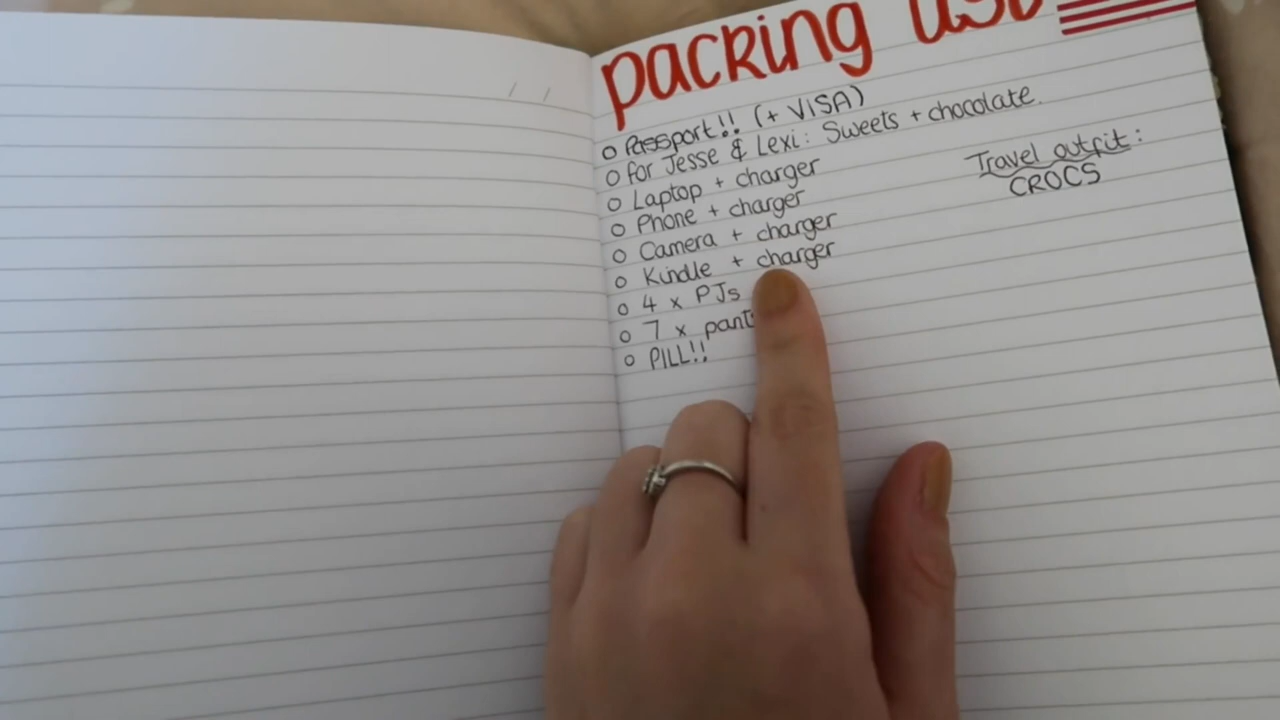 packing list
Passport!! (+ VISA)
for Jesse & Lexi: Sweets + chocolate.
Laptop + charger
Phone + charger
Camera + charger
Kindle + charger
4 x PJs
7 x pants
PILL!!
Travel outfit:
CROCS